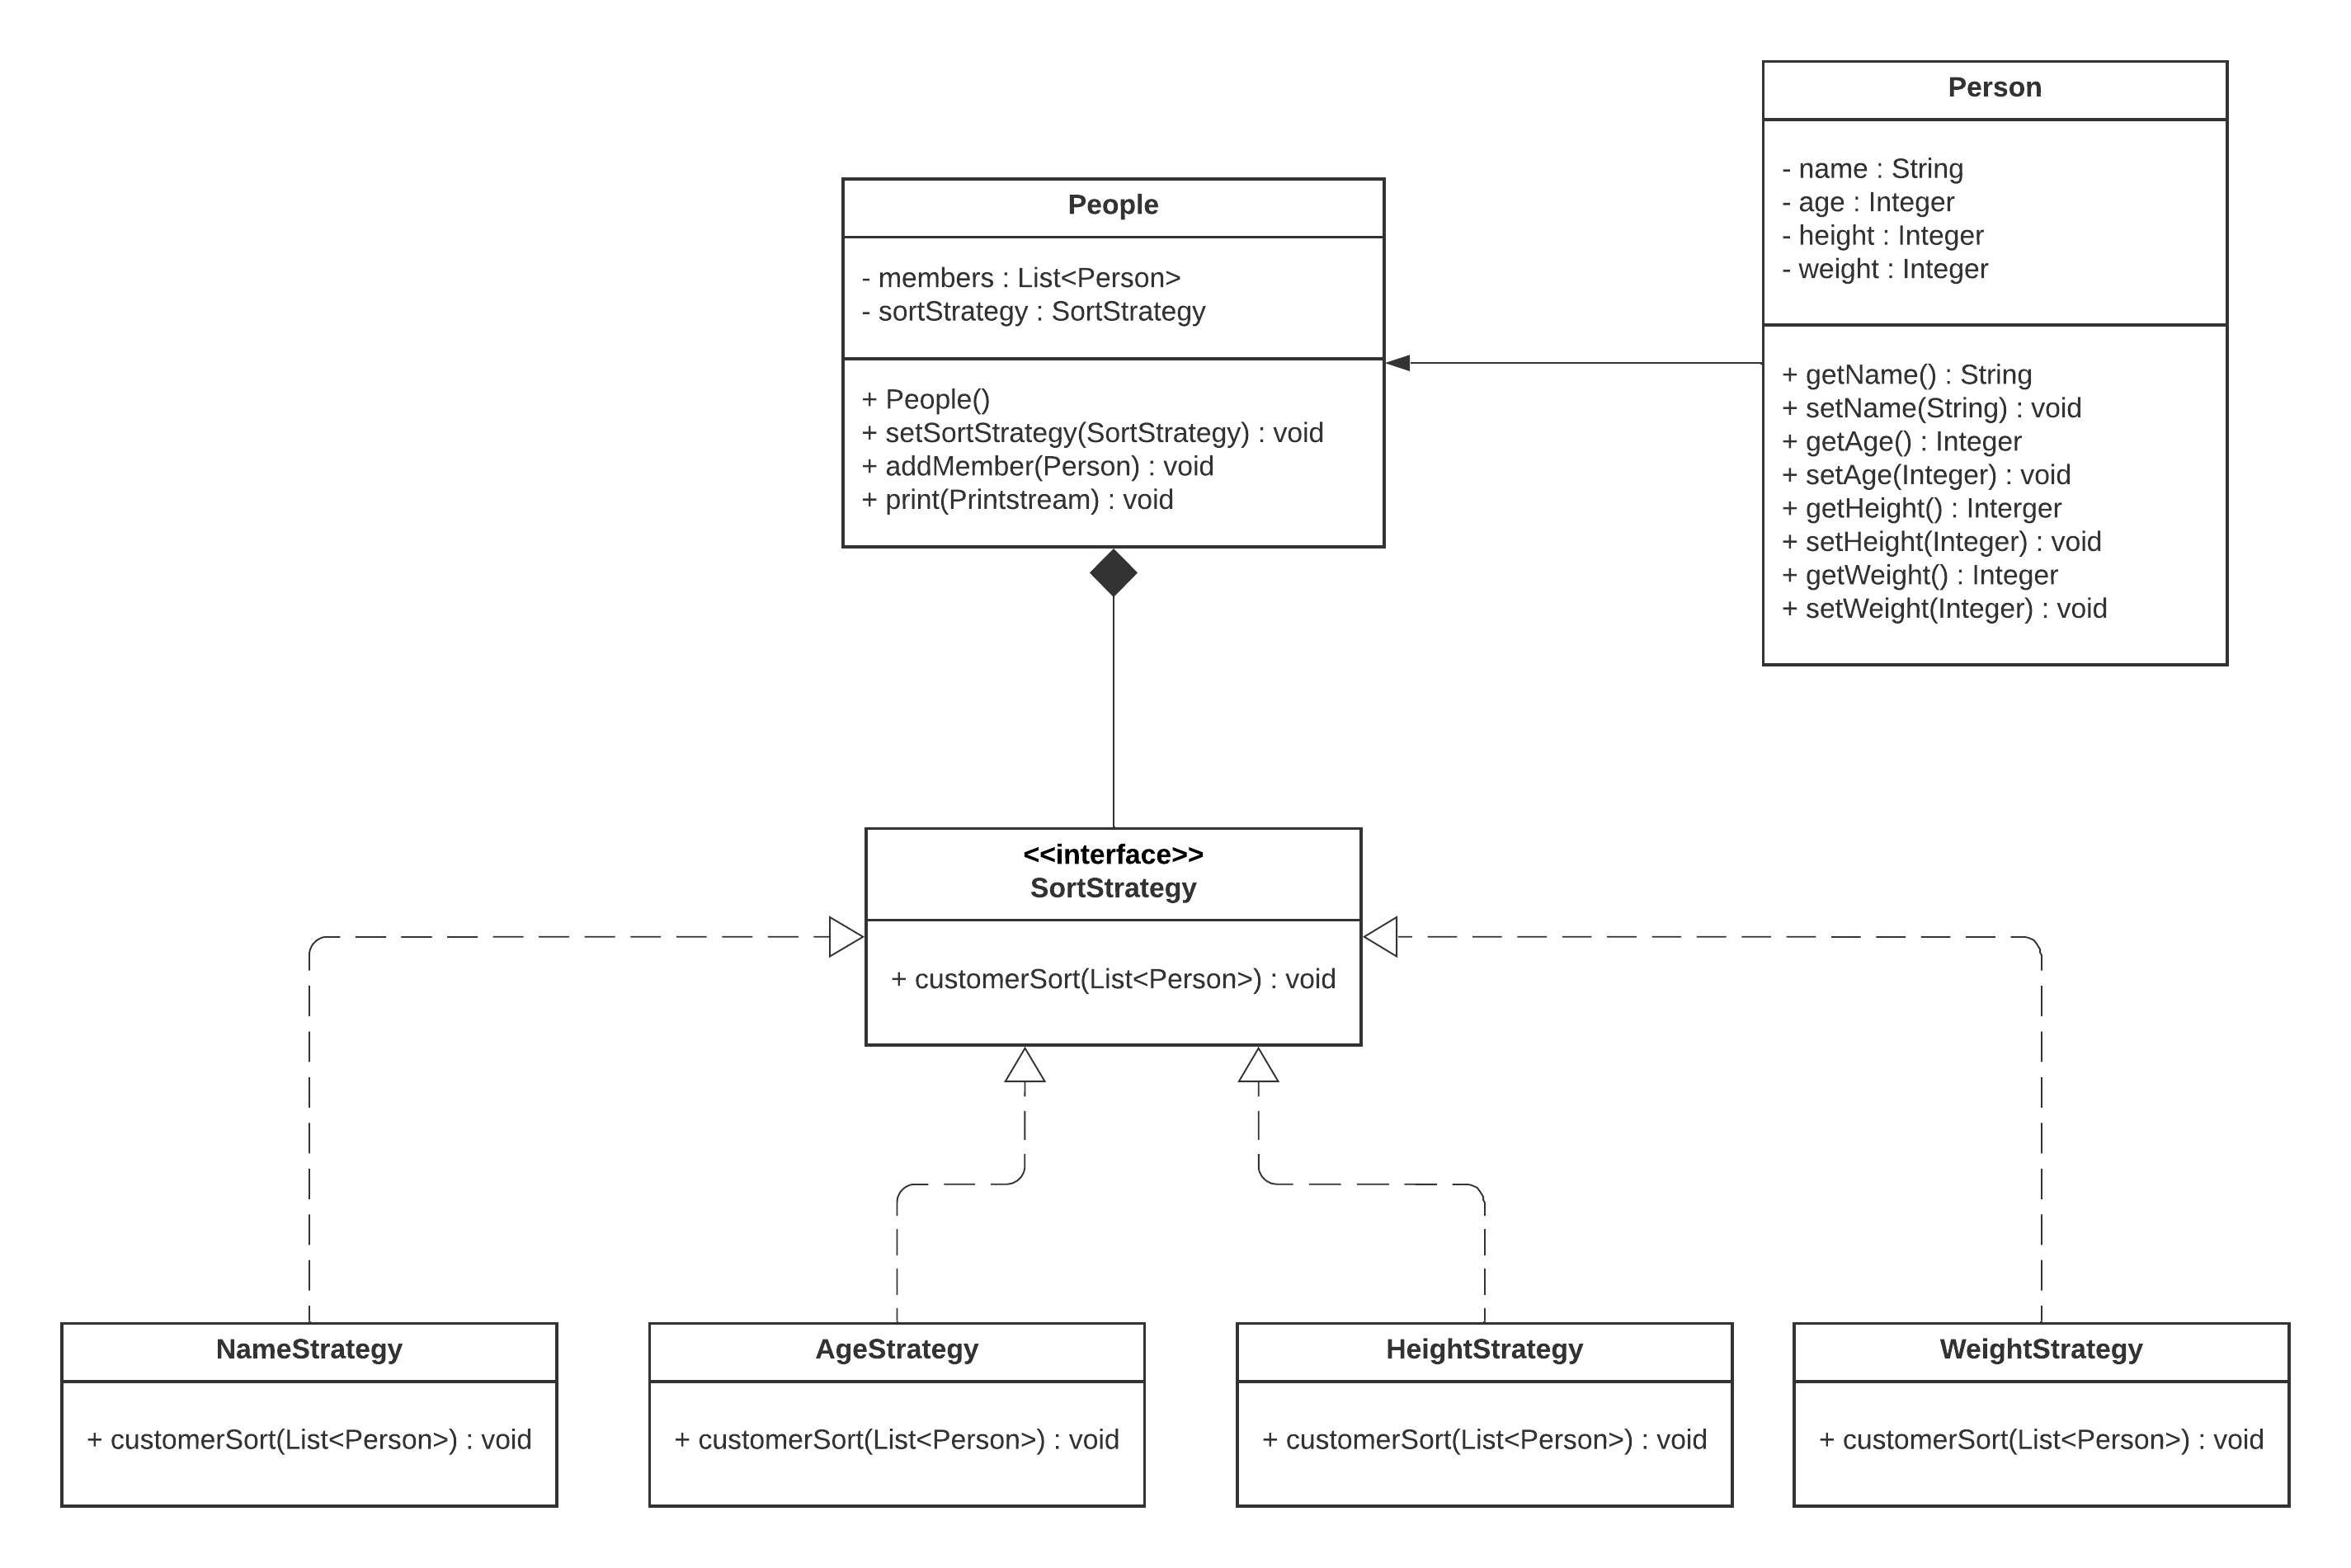 Person
- name : String
- age : Integer
- height : Integer
- weight : Integer
+ getName() : String
+ setName(String) : void
+ getAge() : Integer
+ setAge(Integer) : void
+ getHeight() : Interger
+ setHeight(Integer) : void
+ getWeight() : Integer
+ setWeight(Integer) : void
People
- members : List<Person>
- sortStrategy : SortStrategy
+ People()
+ setSortStrategy(SortStrategy) : void
+ addMember(Person) : void
+ print(Printstream) : void
<<interface>>
SortStrategy
+ customerSort(List<Person>) : void
NameStrategy
+ customerSort(List<Person>) : void
AgeStrategy
+ customerSort(List<Person>) : void
HeightStrategy
+ customerSort(List<Person>) : void
WeightStrategy
+ customerSort(List<Person>) : void